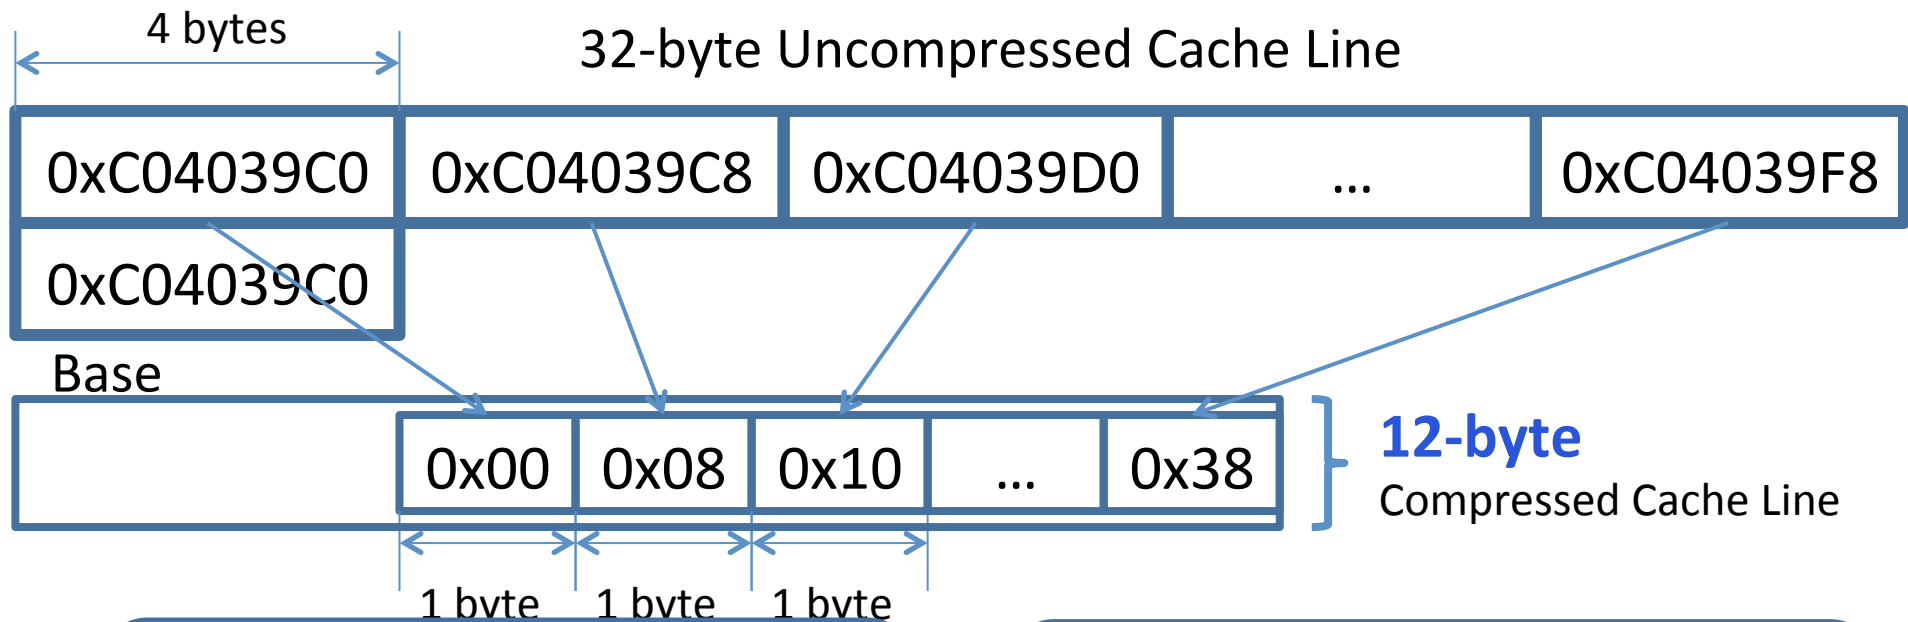 4 bytes
32-byte Uncompressed Cache Line
0xC04039C0 0xC04039C8 0xC04039D0 ... 0xC04039F8
0xC04039C0
Base
0x00 0x08 0x10 ... 0x38
12-byte
Compressed Cache Line
1 byte 1 byte 1 byte